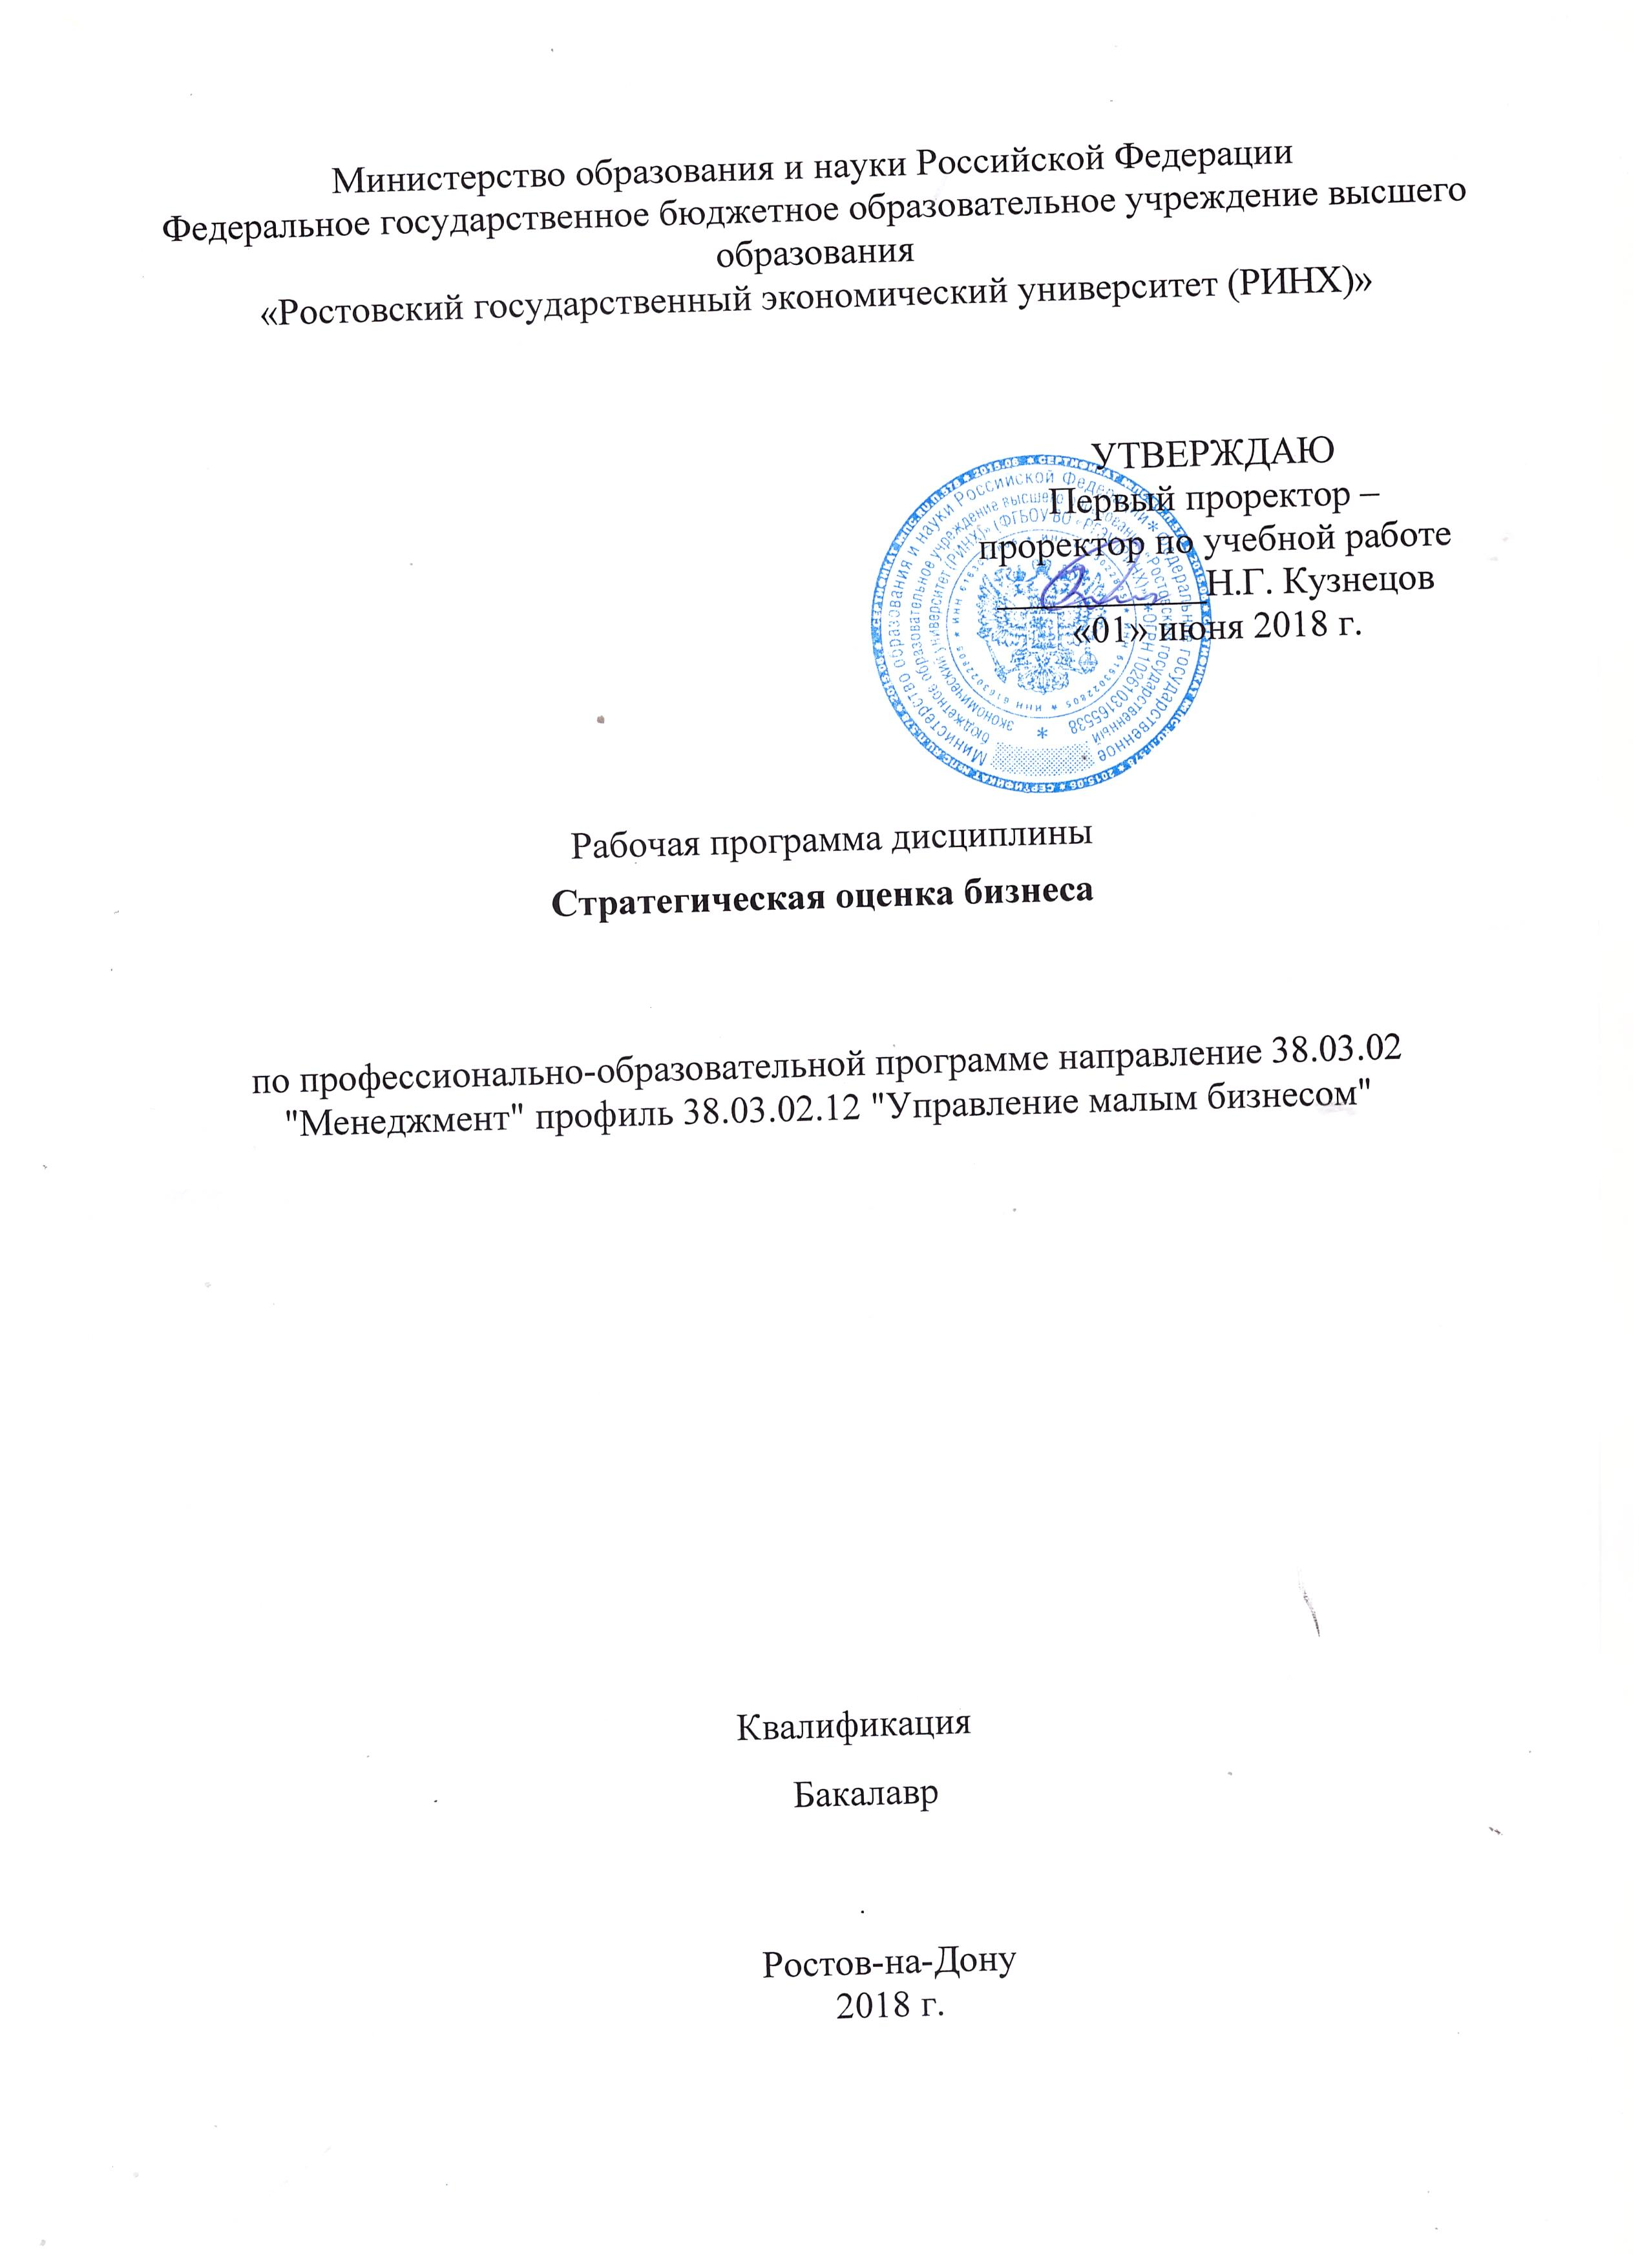 Министерство образования и науки Российской Федерации
Федеральное государственное бюджетное образовательное учреждение высшего
образования
«Ростовский государственный экономический университет (РИНХ)»
УТВЕРЖДАЮ
Первый проректор –
проректор по учебной работе
Н.Г. Кузнецов
«01» июня 2018 г.
Рабочая программа дисциплины
Стратегическая оценка бизнеса
по профессионально-образовательной программе направление 38.03.02
"Менеджмент" профиль 38.03.02.12 "Управление малым бизнесом"
Квалификация
Бакалавр
Ростов-на-Дону
2018 г.